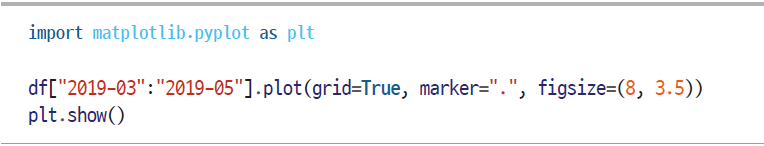 import matplotlib.pyplot as plt
df["2019-03":"2019-05"].plot(grid=True, marker=".", figsize=(8, 3.5))
plt.show()